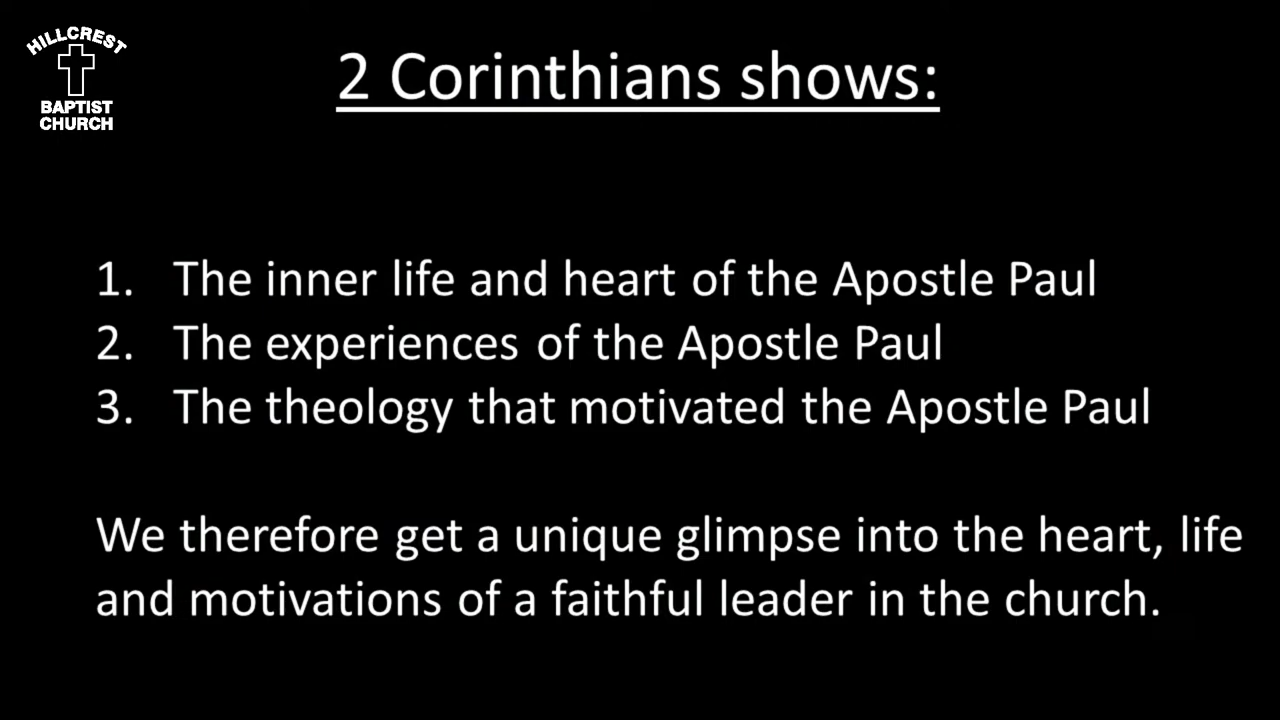 HILLCREST
BAPTIST
CHURCH
2 Corinthians shows:
1. The inner life and heart of the Apostle Paul
2. The experiences of the Apostle Paul
3. The theology that motivated the Apostle Paul
We therefore get a unique glimpse into the heart, life
and motivations of a faithful leader in the church.